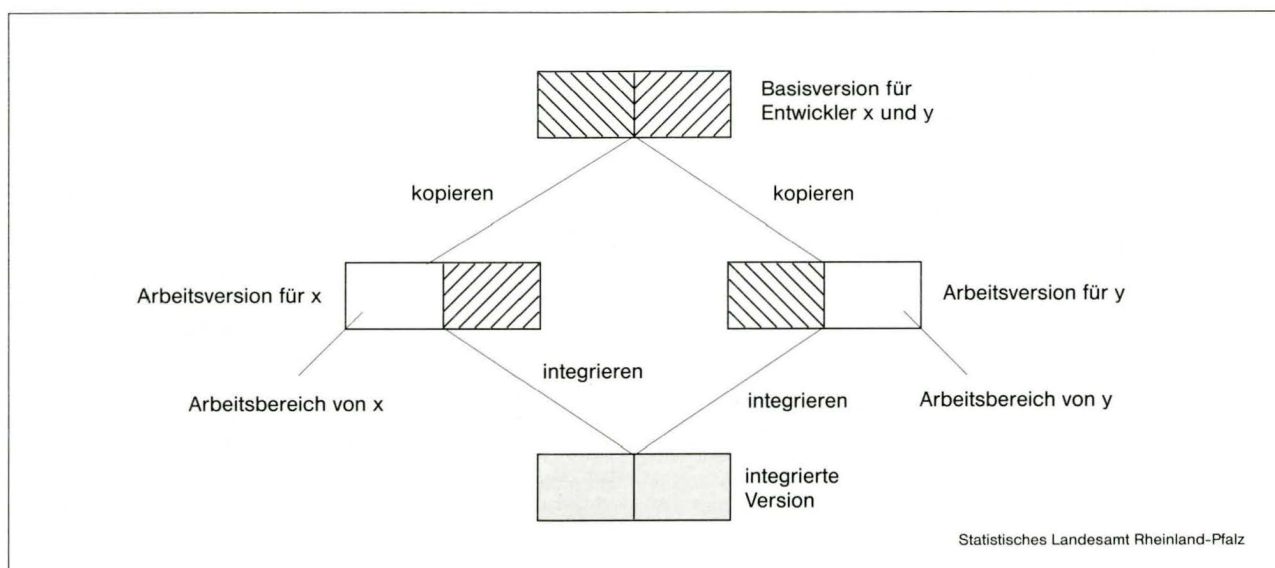 Basisversion für
Entwickler x und y
kopieren
kopieren
Arbeitsversion für x
Arbeitsversion für y
integrieren
Arbeitsbereich von x
integrieren
Arbeitsbereich von y
integrierte
Version
Statistisches Landesamt Rheinland-Pfalz